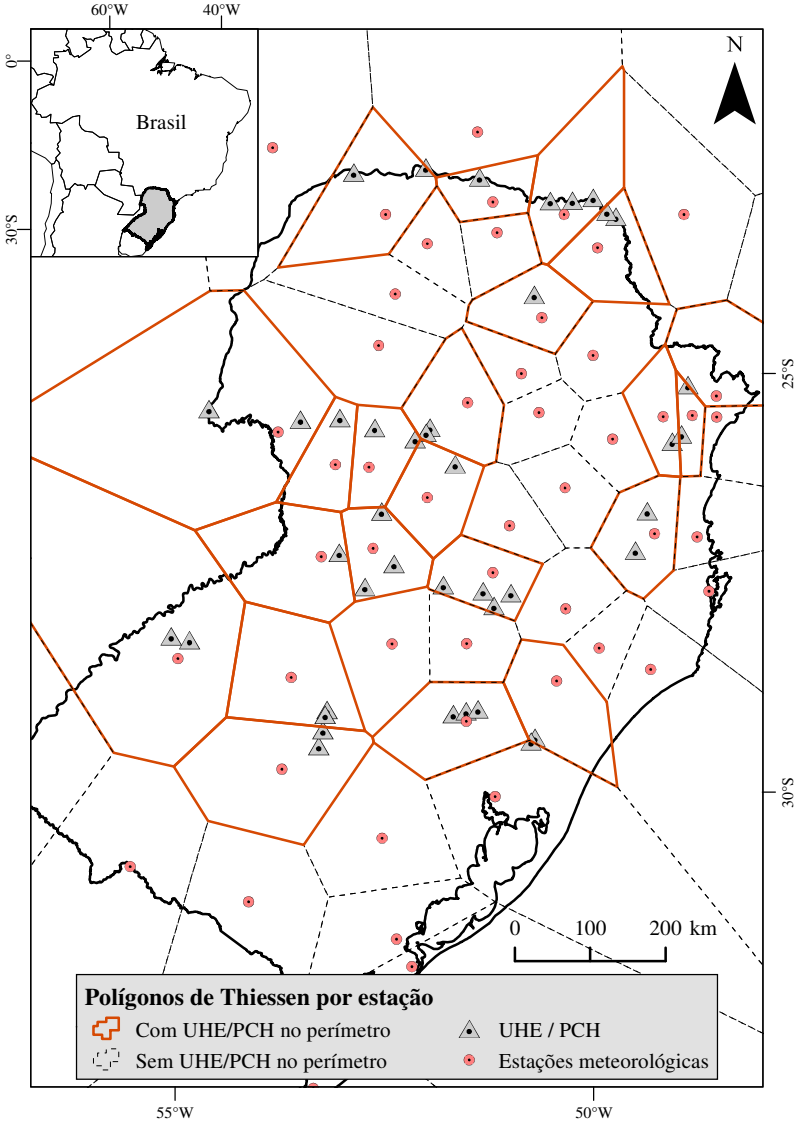 60°W 40°W
0°
30°S
Brasil
N
25°S
30°S
0 100 200 km
Polígonos de Thiessen por estação
Com UHE/PCH no perímetro
UHE / PCH
Sem UHE/PCH no perímetro
Estações meteorológicas
55°W 50°W